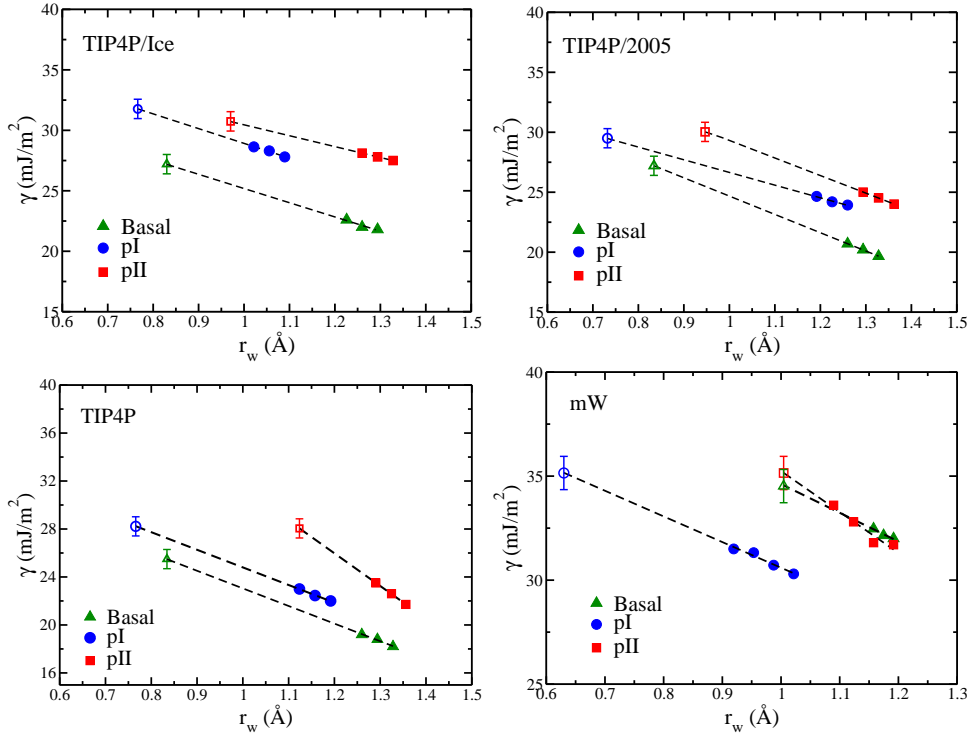 TIP4P/Ice
γ (mJ/m²)
40
35
30
25
20
15
Basal
pI
pII
0.6 0.7 0.8 0.9 1 1.1 1.2 1.3 1.4 1.5
r_w (Å)
TIP4P/2005
γ (mJ/m²)
40
35
30
25
20
15
Basal
pI
pII
0.6 0.7 0.8 0.9 1 1.1 1.2 1.3 1.4 1.5
r_w (Å)
TIP4P
γ (mJ/m²)
40
36
32
28
24
20
16
Basal
pI
pII
0.6 0.7 0.8 0.9 1 1.1 1.2 1.3 1.4 1.5
r_w (Å)
mW
γ (mJ/m²)
40
35
30
25
Basal
pI
pII
0.6 0.7 0.8 0.9 1 1.1 1.2 1.3
r_w (Å)